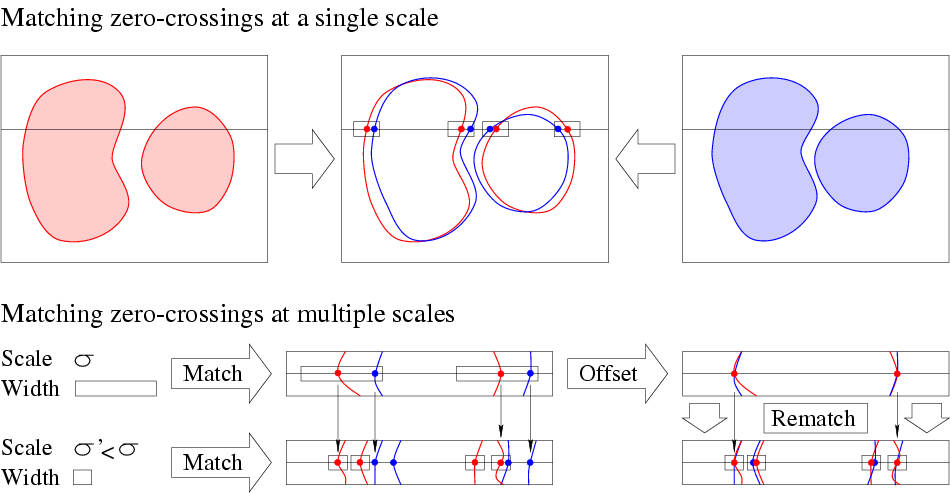 Matching zero-crossings at a single scale
Matching zero-crossings at multiple scales
Scale σ
Width
Match
Offset
Rematch
Scale σ'<σ
Width
Match